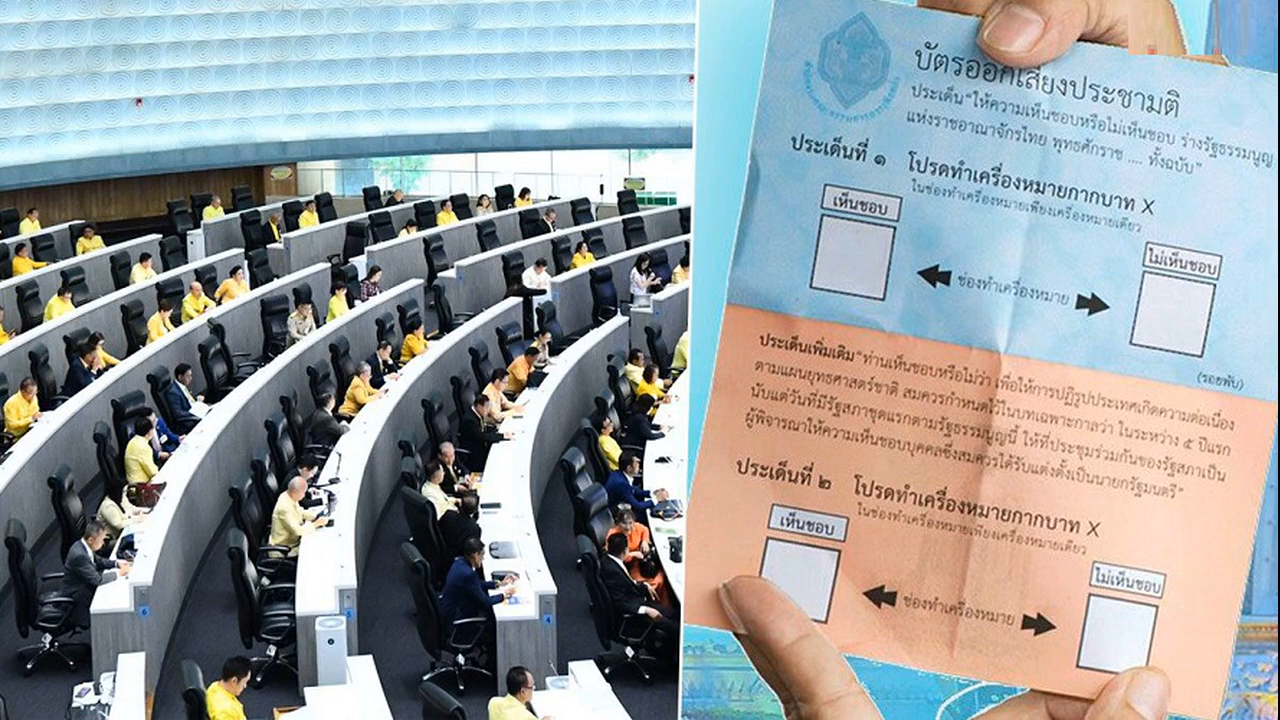 บัตรออกเสียงประชามติ
ประเด็น “ให้ความเห็นชอบหรือไม่เห็นชอบ ร่างรัฐธรรมนูญ
แห่งราชอาณาจักรไทย พุทธศักราช .... ทั้งฉบับ”
ประเด็นที่ ๑ โปรดทำเครื่องหมายกากบาท X
ในช่องทำเครื่องหมายเพียงเครื่องหมายเดียว
เห็นชอบ
ไม่เห็นชอบ
ช่องทำเครื่องหมาย
(รอยพับ)
ประเด็นเพิ่มเติม “ท่านเห็นชอบหรือไม่ว่า เพื่อให้การปฏิรูปประเทศเกิดความต่อเนื่อง
ตามแผนยุทธศาสตร์ชาติ สมควรกำหนดไว้ในบทเฉพาะกาลว่า ในระหว่าง ๕ ปีแรก
นับแต่วันที่มีรัฐสภาชุดแรกตามรัฐธรรมนูญนี้ ให้ที่ประชุมร่วมกันของรัฐสภาเป็น
ผู้พิจารณาให้ความเห็นชอบบุคคลซึ่งสมควรได้รับแต่งตั้งเป็นนายกรัฐมนตรี”
ประเด็นที่ ๒ โปรดทำเครื่องหมายกากบาท X
ในช่องทำเครื่องหมายเพียงเครื่องหมายเดียว
เห็นชอบ
ไม่เห็นชอบ
ช่องทำเครื่องหมาย